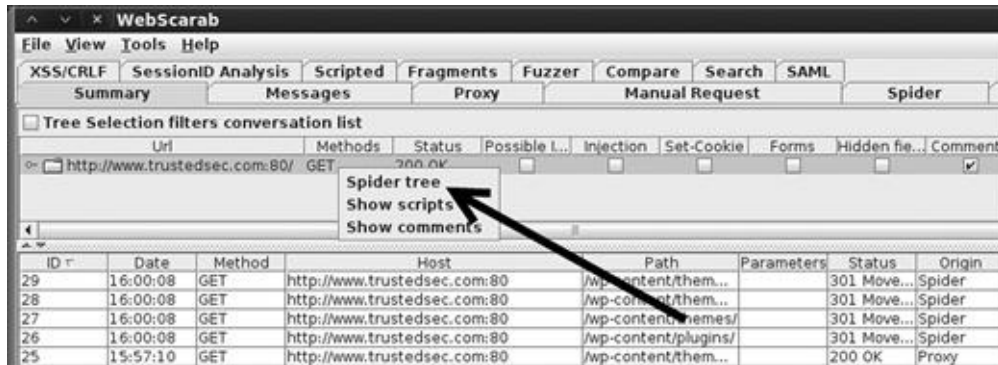 WebScarab
File View Tools Help
XSS/CRLF SessionID Analysis Scripted Fragments Fuzzer Compare Search SAML
Summary Messages Proxy Manual Request Spider
Tree Selection filters conversation list
Url Methods Status Possible I... Injection Set-Cookie Forms Hidden fie... Comment
http://www.trustedsec.com:80/ GET 200 OK
Spider tree
Show scripts
Show comments
ID Date Method Host Path Parameters Status Origin
29 16:00:08 GET http://www.trustedsec.com:80 /wp-content/them... 301 Move... Spider
28 16:00:08 GET http://www.trustedsec.com:80 /wp-content/them... 301 Move... Spider
27 16:00:08 GET http://www.trustedsec.com:80 /wp-content/themes/ 301 Move... Spider
26 16:00:08 GET http://www.trustedsec.com:80 /wp-content/plugins/ 301 Move... Spider
25 15:57:10 GET http://www.trustedsec.com:80 /wp-content/them... 200 OK Proxy